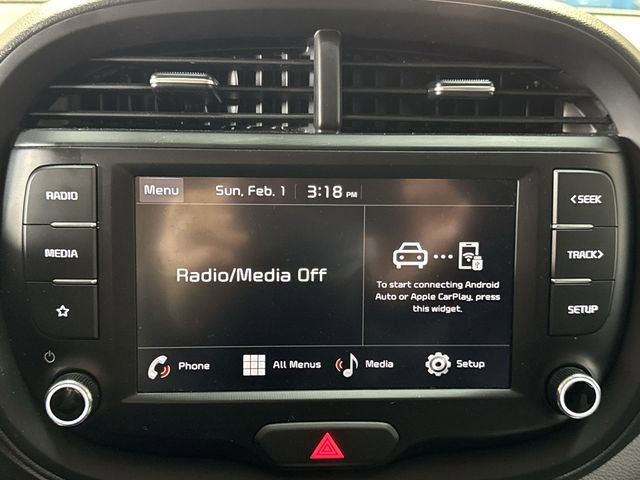 RADIO
MEDIA
Menu
Sun, Feb. 1
3:18 PM
Radio/Media Off
To start connecting Android
Auto or Apple CarPlay, press
this widget.
Phone
All Menus
Media
Setup
<SEEK
TRACK>
SETUP